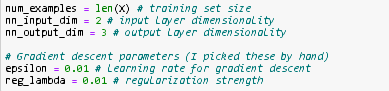 num_examples = len(X) # training set size
nn_input_dim = 2 # input layer dimensionality
nn_output_dim = 3 # output layer dimensionality
# Gradient descent parameters (I picked these by hand)
epsilon = 0.01 # learning rate for gradient descent
reg_lambda = 0.01 # regularization strength